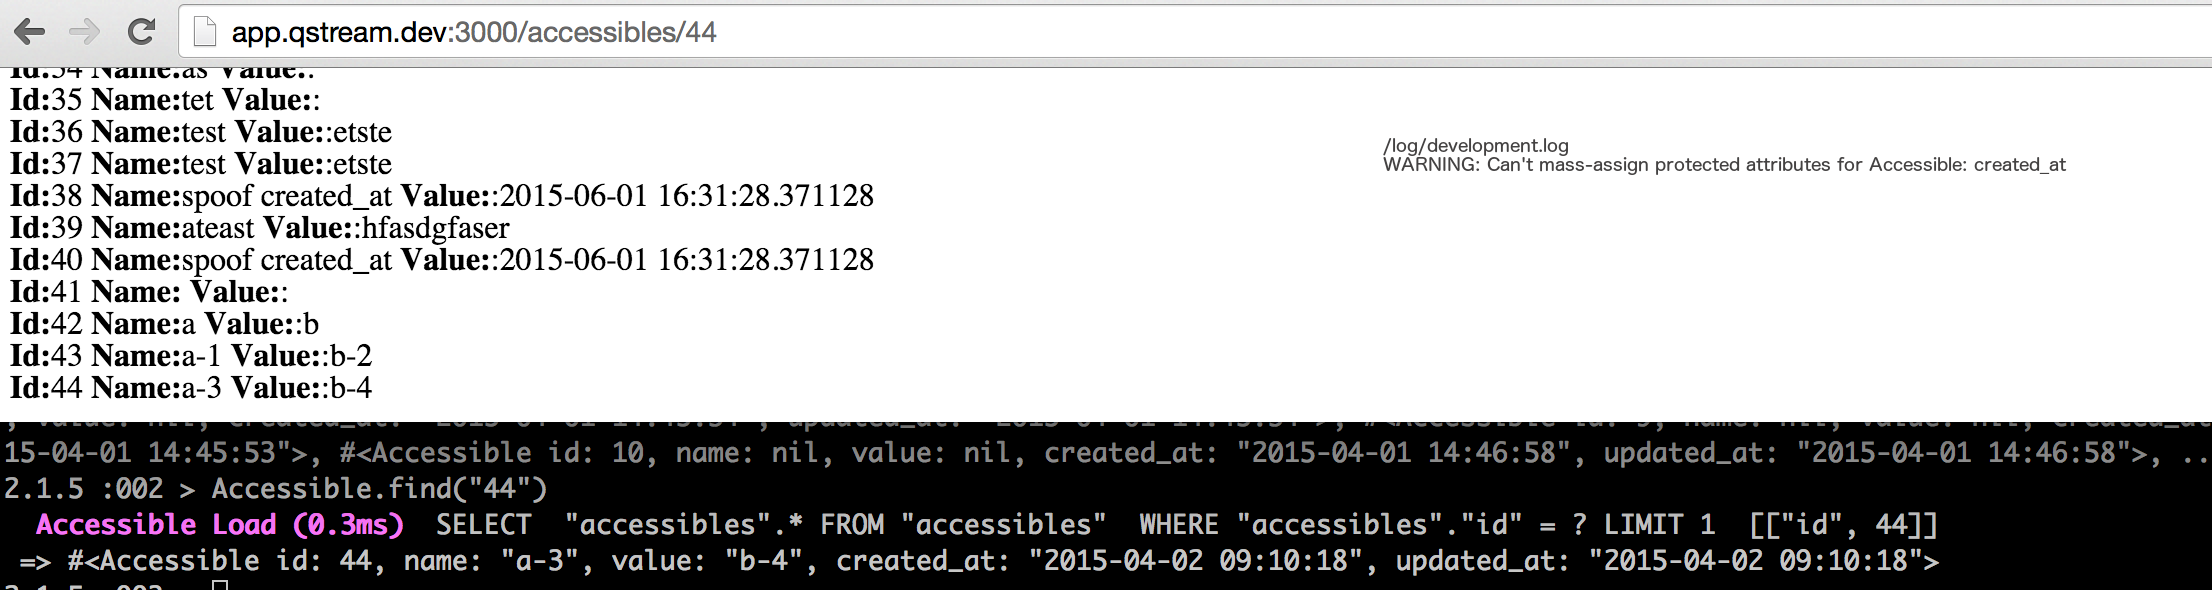 app.qstream.dev:3000/accessibles/44
Id:34 Name:as Value::
Id:35 Name:tet Value::
Id:36 Name:test Value::etste
Id:37 Name:test Value::etste
Id:38 Name:spoof created_at Value::2015-06-01 16:31:28.371128
Id:39 Name:ateast Value::hfasdgfaser
Id:40 Name:spoof created_at Value::2015-06-01 16:31:28.371128
Id:41 Name: Value::
Id:42 Name:a Value::b
Id:43 Name:a-1 Value::b-2
Id:44 Name:a-3 Value::b-4
/log/development.log
WARNING: Can't mass-assign protected attributes for Accessible: created_at
15-04-01 14:45:53">, #<Accessible id: 10, name: nil, value: nil, created_at: "2015-04-01 14:46:58", updated_at: "2015-04-01 14:46:58">, ..
2.1.5 :002 > Accessible.find("44")
Accessible Load (0.3ms)  SELECT  "accessibles".* FROM "accessibles"  WHERE "accessibles"."id" = ? LIMIT 1  [["id", 44]]
=> #<Accessible id: 44, name: "a-3", value: "b-4", created_at: "2015-04-02 09:10:18", updated_at: "2015-04-02 09:10:18">